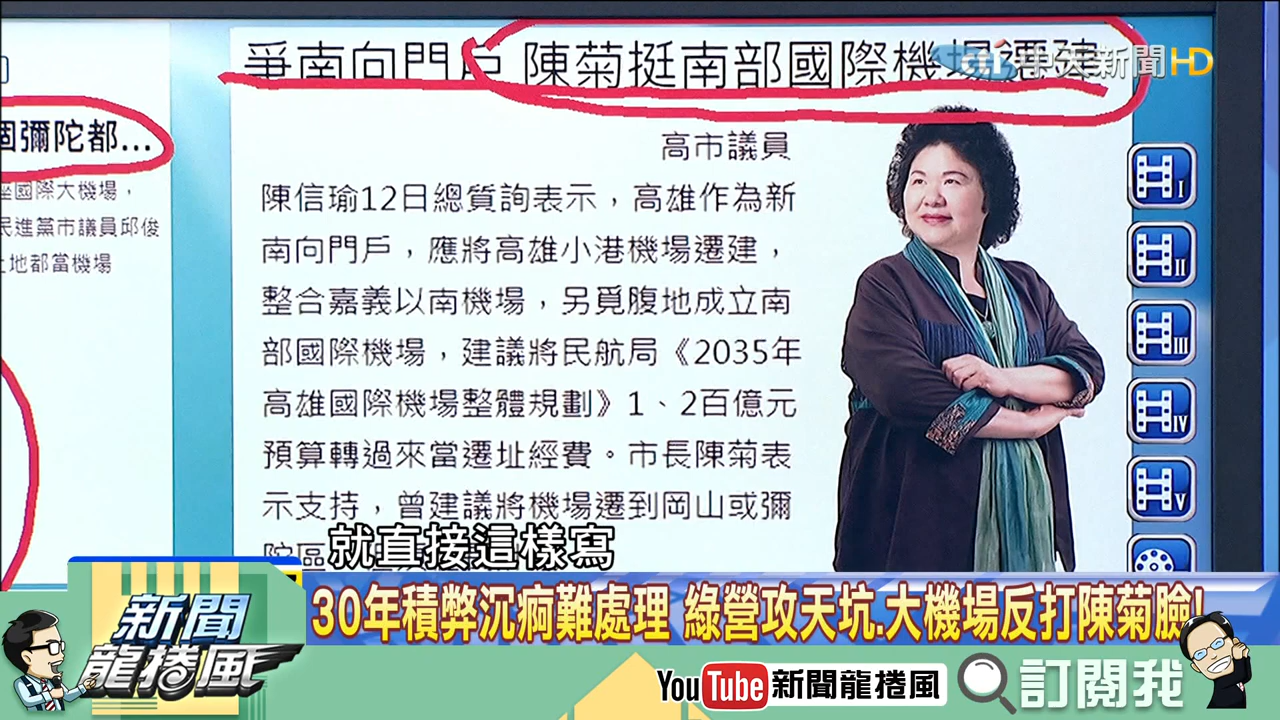 爭南向門戶 陳菊挺南部國際機場遷建
中天新聞HD
個彌陀都...
座國際大機場，
民進黨市議員邱俊
土地都當機場
高市議員
陳信瑜12日總質詢表示，高雄作為新
南向門戶，應將高雄小港機場遷建，
整合嘉義以南機場，另覓腹地成立南
部國際機場，建議將民航局《2035年
高雄國際機場整體規劃》1、2百億元
預算轉過來當遷址經費。市長陳菊表
示支持，曾建議將機場遷到岡山或彌
I
II
III
IV
V
就直接這樣寫
30年積弊沉痾難處理 綠營攻天坑.大機場反打陳菊臉!
新聞
龍捲風
YouTube 新聞龍捲風 訂閱我